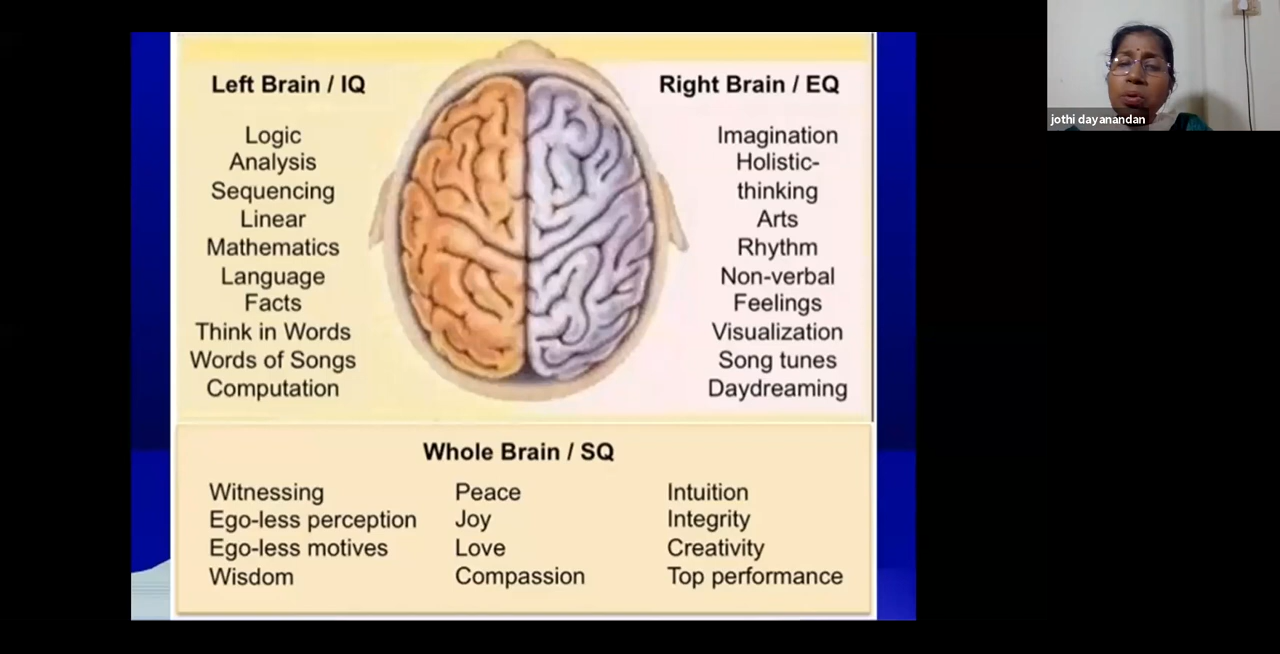 Left Brain / IQ
Logic
Analysis
Sequencing
Linear
Mathematics
Language
Facts
Think in Words
Words of Songs
Computation
Right Brain / EQ
Imagination
Holistic-
thinking
Arts
Rhythm
Non-verbal
Feelings
Visualization
Song tunes
Daydreaming
Whole Brain / SQ
Witnessing
Ego-less perception
Ego-less motives
Wisdom
Peace
Joy
Love
Compassion
Intuition
Integrity
Creativity
Top performance
jothi dayanandan